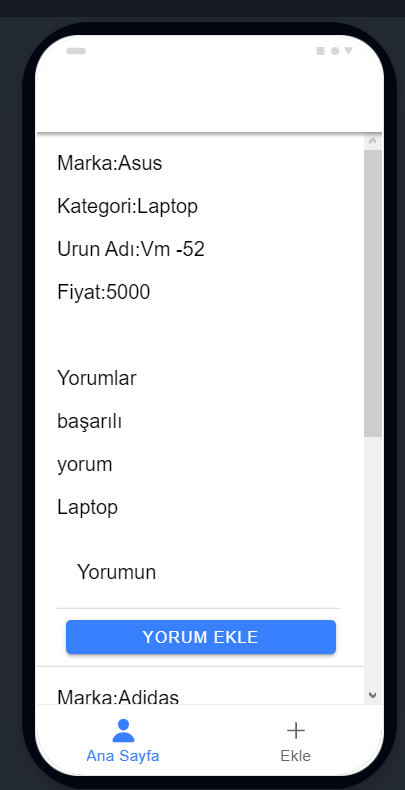 Marka:Asus
Kategori:Laptop
Urun Adı:Vm -52
Fiyat:5000
Yorumlar
başarılı
yorum
Laptop
Yorumun
YORUM EKLE
Marka:Adidas
Ana Sayfa
Ekle